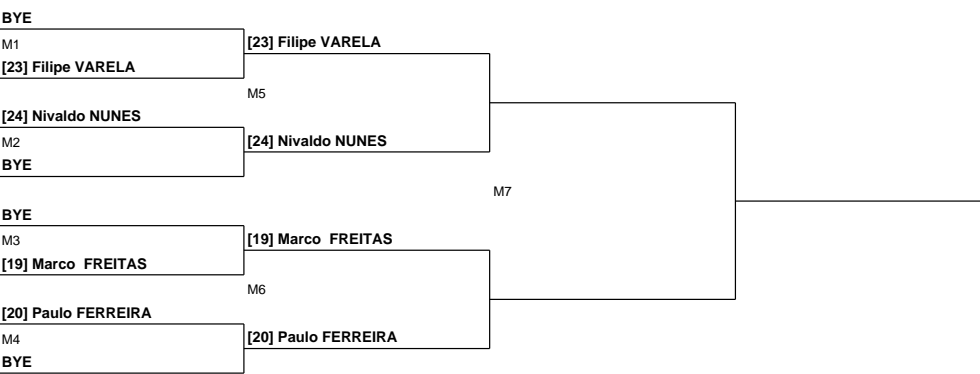 BYE
M1
[23] Filipe VARELA
[23] Filipe VARELA
M5
[24] Nivaldo NUNES
M2
BYE
[24] Nivaldo NUNES
M7
BYE
M3
[19] Marco  FREITAS
[19] Marco  FREITAS
M6
[20] Paulo FERREIRA
M4
BYE
[20] Paulo FERREIRA